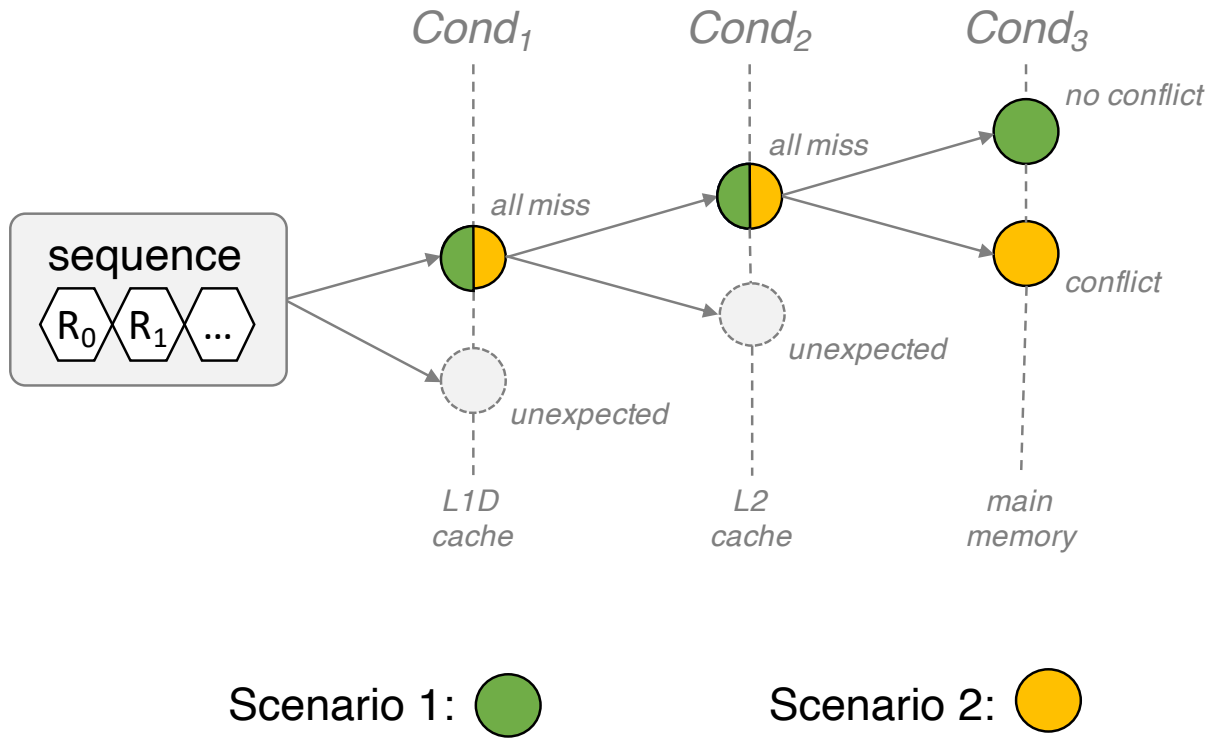 Cond1
Cond2
Cond3
no conflict
all miss
all miss
sequence
R0 R1 ...
conflict
unexpected
unexpected
L1D
cache
L2
cache
main
memory
Scenario 1:
Scenario 2: